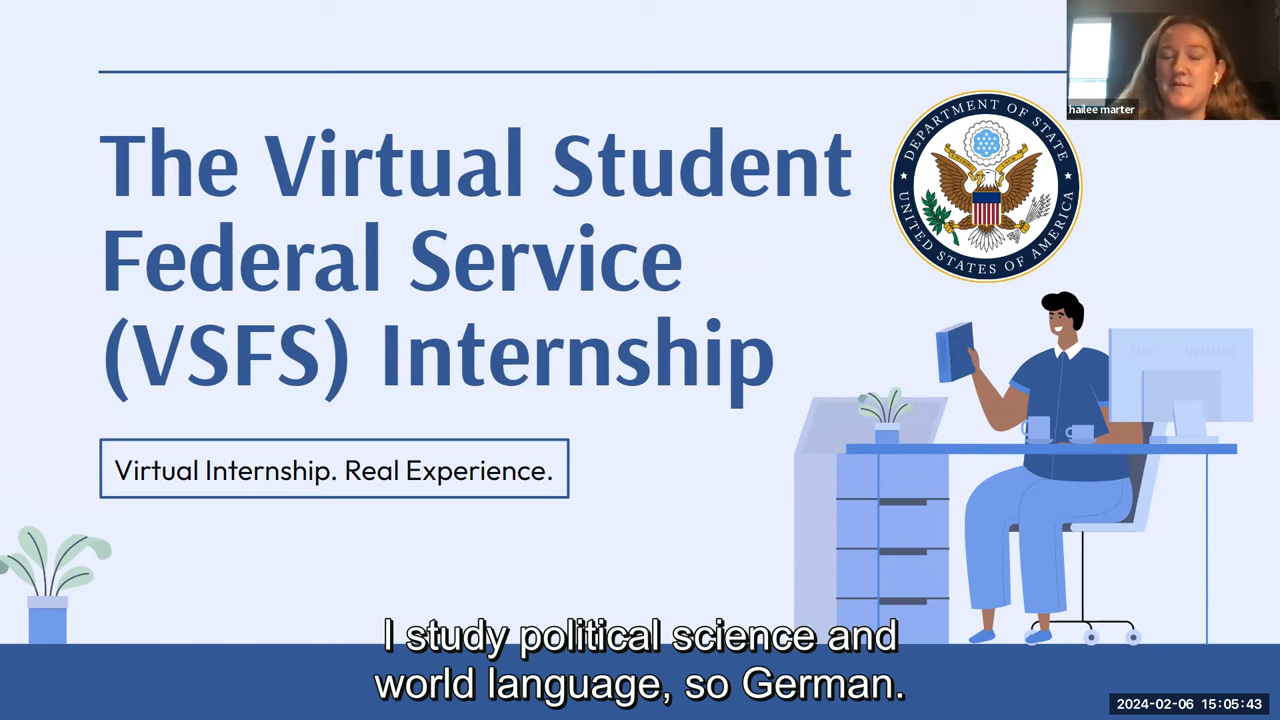 The Virtual Student
Federal Service
(VSFS) Internship
Virtual Internship. Real Experience.
DEPARTMENT OF STATE
UNITED STATES OF AMERICA
hailee marter
I study political science and
world language, so German.
2024-02-06 15:05:43